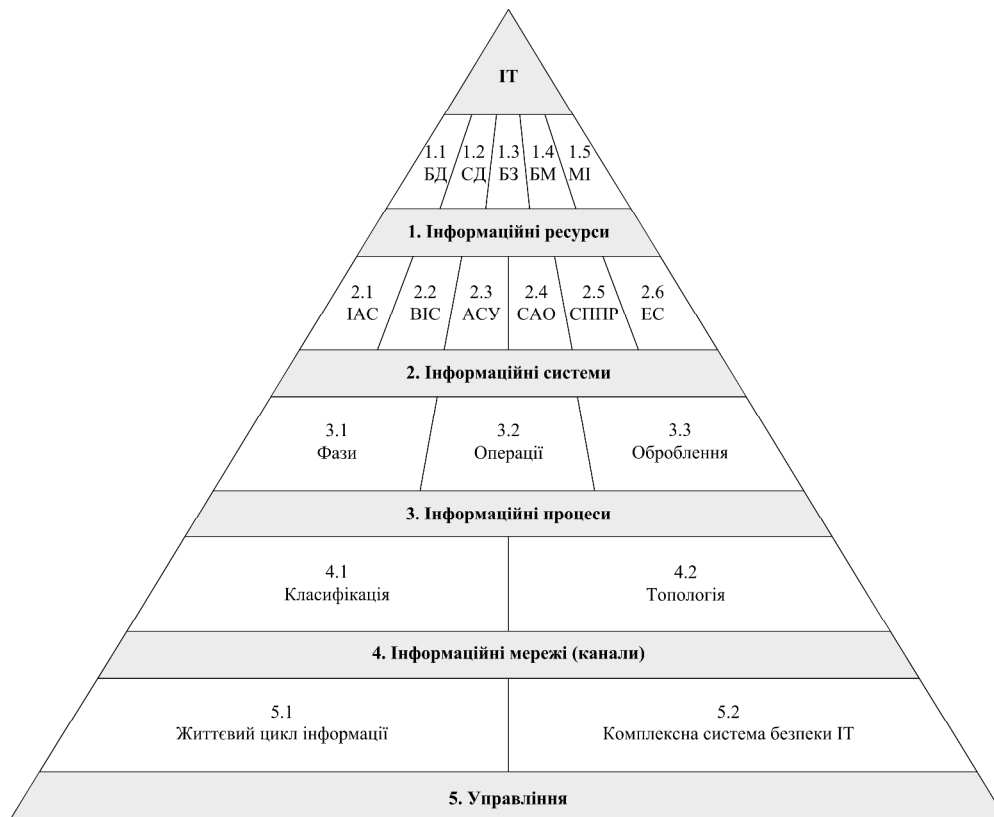 ІТ
1.1 1.2 1.3 1.4 1.5
БД СД БЗ БМ МІ
1. Інформаційні ресурси
2.1 2.2 2.3 2.4 2.5 2.6
ІАС ВІС АСУ САО СППР ЕС
2. Інформаційні системи
3.1 3.2 3.3
Фази Операції Оброблення
3. Інформаційні процеси
4.1 4.2
Класифікація Топологія
4. Інформаційні мережі (канали)
5.1 5.2
Життєвий цикл інформації Комплексна система безпеки ІТ
5. Управління